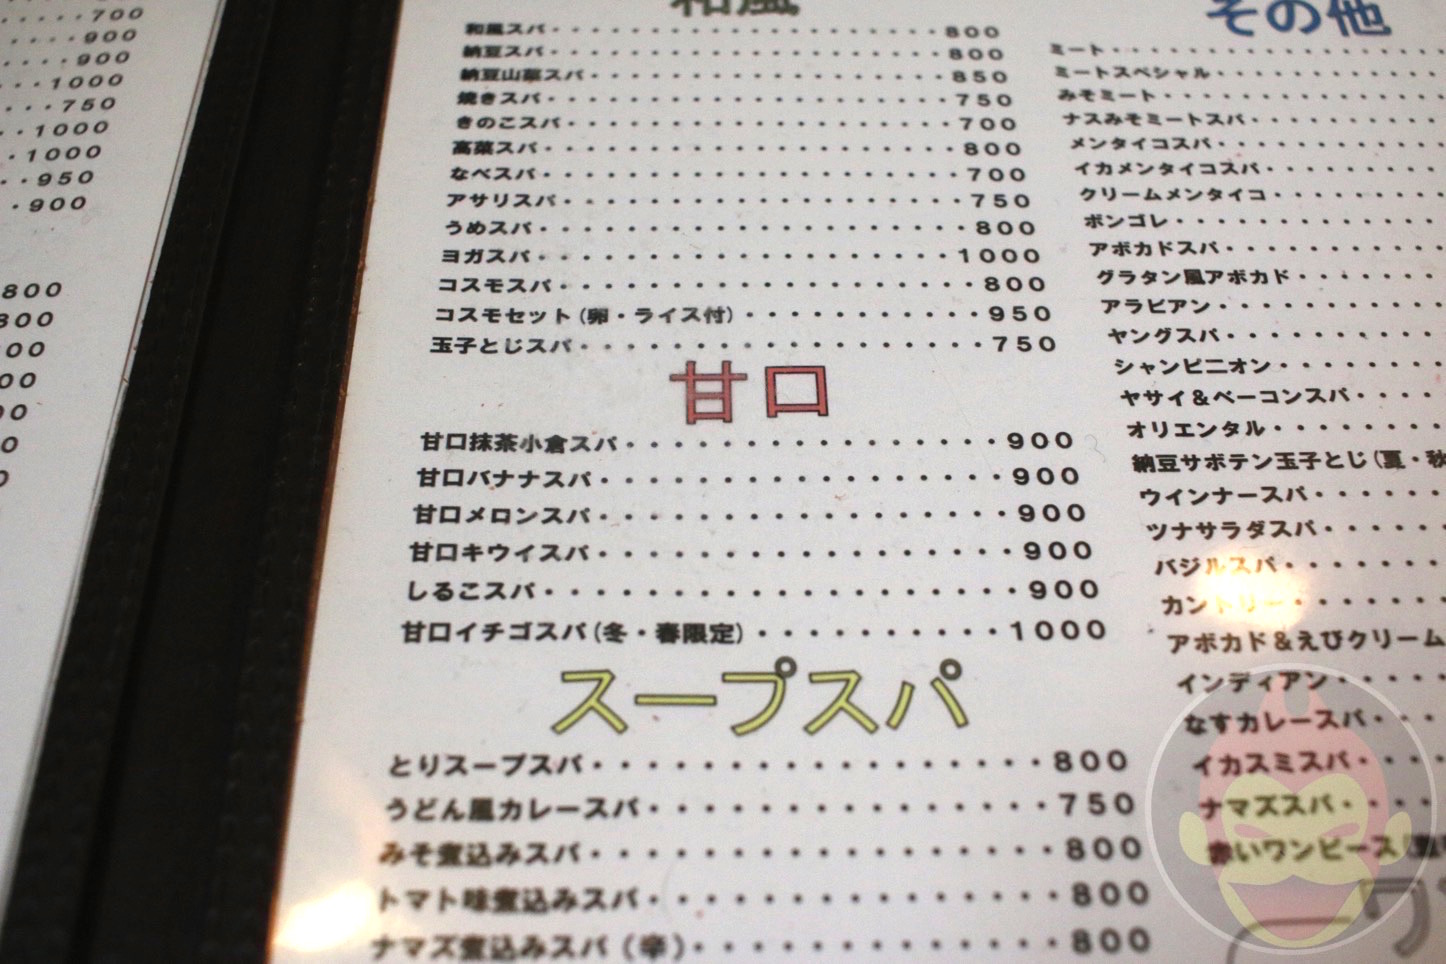 700
900
900
1000
750
1000
1000
950
900
800
800
00
00
和風
和風スパ・・・・・・・・・・・・・・・・・・・800
納豆スパ・・・・・・・・・・・・・・・・・・・800
納豆山菜スパ・・・・・・・・・・・・・・・・・850
焼きスパ・・・・・・・・・・・・・・・・・・・750
きのこスパ・・・・・・・・・・・・・・・・・・700
高菜スパ・・・・・・・・・・・・・・・・・・・800
なべスパ・・・・・・・・・・・・・・・・・・・700
アサリスパ・・・・・・・・・・・・・・・・・・750
うめスパ・・・・・・・・・・・・・・・・・・・800
ヨガスパ・・・・・・・・・・・・・・・・・・1000
コスモスパ・・・・・・・・・・・・・・・・・・800
コスモセット(卵・ライス付)・・・・・・・・・・950
玉子とじスパ・・・・・・・・・・・・・・・・・750
甘口
甘口抹茶小倉スパ・・・・・・・・・・・・・・900
甘口バナナスパ・・・・・・・・・・・・・・・900
甘口メロンスパ・・・・・・・・・・・・・・・900
甘口キウイスパ・・・・・・・・・・・・・・・900
しるこスパ・・・・・・・・・・・・・・・・・900
甘口イチゴスパ(冬・春限定)・・・・・・・・・1000
スープスパ
とりスープスパ・・・・・・・・・・・・・・・・800
うどん風カレースパ・・・・・・・・・・・・・・750
みそ煮込みスパ・・・・・・・・・・・・・・・・800
トマト味煮込みスパ・・・・・・・・・・・・・・800
ナマズ煮込みスパ(辛)・・・・・・・・・・・・・800
その他
ミート・・・・・・・・・・・・・・・
ミートスペシャル・・・・・・・・・・
みそミート・・・・・・・・・・・・・
ナスみそミートスパ・・・・・・・・・
メンタイコスパ・・・・・・・・・・・
イカメンタイコスパ・・・・・・・・・
クリームメンタイコ・・・・・・・・・
ボンゴレ・・・・・・・・・・・・・
アボカドスパ・・・・・・・・・・・
グラタン風アボカド・・・・・・・
アラビアン・・・・・・・・・・・
ヤングスパ・・・・・・・・・・・
シャンピニオン・・・・・・・・
ヤサイ&ベーコンスパ・・・・
オリエンタル・・・・・・・・
納豆サボテン玉子とじ(夏・秋
ウインナースパ・・・・・・
ツナサラダスパ・・・・・・
バジルスパ・・・・・・・
カントリー・・・・・・・
アボカド&えびクリーム
インディアン・・・・・
なすカレースパ・・・
イカスミスパ・・・・
ナマズスパ・・・・
赤いワンピース